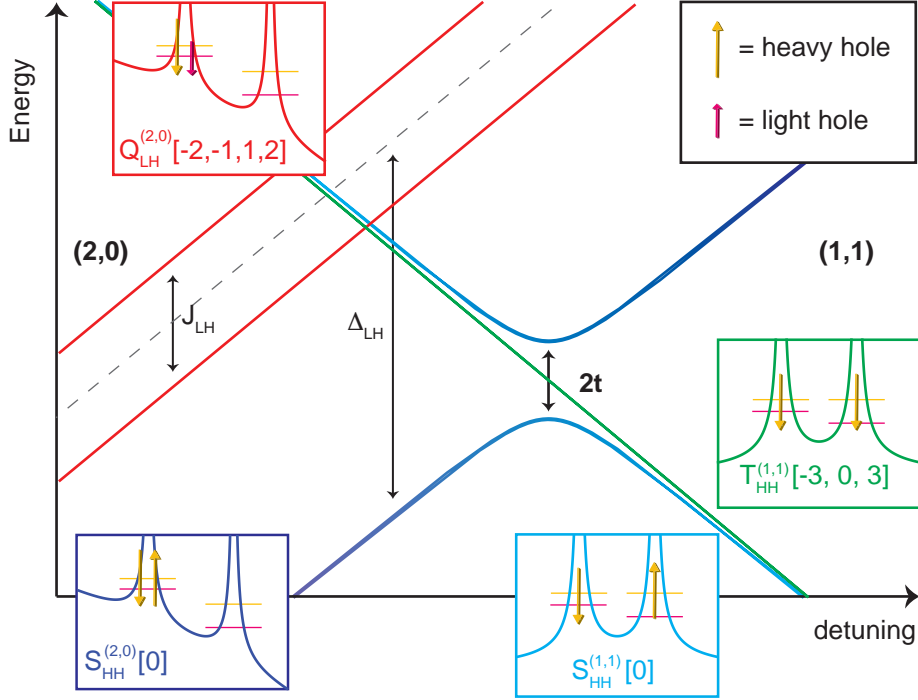 Energy
= heavy hole
= light hole
Q_LH^(2,0)[-2,-1,1,2]
(2,0)
(1,1)
J_LH
Δ_LH
2t
T_HH^(1,1)[-3, 0, 3]
S_HH^(2,0)[0]
S_HH^(1,1)[0]
detuning